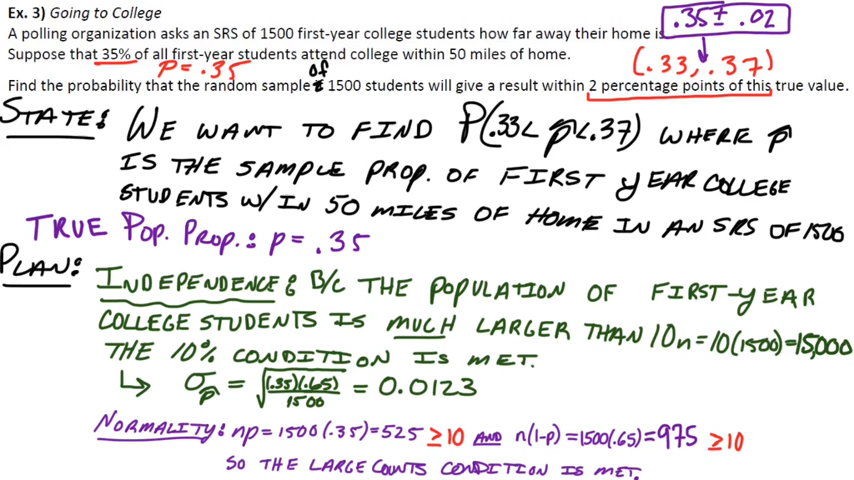 Ex. 3) Going to College
A polling organization asks an SRS of 1500 first-year college students how far away their home is
.35 ± .02
Suppose that 35% of all first-year students attend college within 50 miles of home.
p = .35
(.33, .37)
Find the probability that the random sample of 1500 students will give a result within 2 percentage points of this true value.
STATE: WE WANT TO FIND P(.33< p̂ <.37) WHERE p̂
IS THE SAMPLE PROP. OF FIRST YEAR COLLEGE
STUDENTS W/IN 50 MILES OF HOME IN AN SRS OF 1500
TRUE POP. PROP.: p = .35
PLAN:
INDEPENDENCE: B/C THE POPULATION OF FIRST-YEAR
COLLEGE STUDENTS IS MUCH LARGER THAN 10n = 10(1500) = 15,000
THE 10% CONDITION IS MET.
↳ σp̂ = √((.35)(.65)/1500) = 0.0123
NORMALITY: np = 1500(.35) = 525 ≥ 10 AND n(1-p) = 1500(.65) = 975 ≥ 10
SO THE LARGE COUNTS CONDITION IS MET.